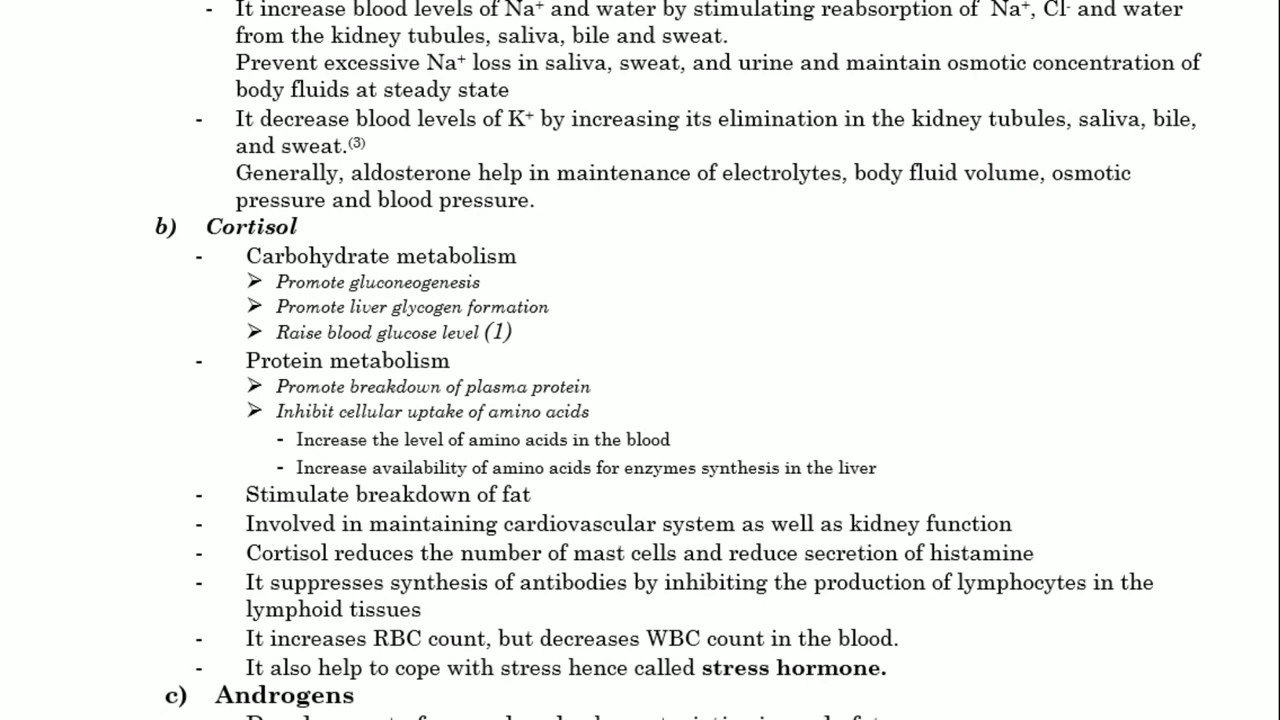 - It increase blood levels of Na⁺ and water by stimulating reabsorption of Na⁺, Cl⁻ and water
from the kidney tubules, saliva, bile and sweat.
Prevent excessive Na⁺ loss in saliva, sweat, and urine and maintain osmotic concentration of
body fluids at steady state
- It decrease blood levels of K⁺ by increasing its elimination in the kidney tubules, saliva, bile,
and sweat.⁽³⁾
Generally, aldosterone help in maintenance of electrolytes, body fluid volume, osmotic
pressure and blood pressure.
b) Cortisol
- Carbohydrate metabolism
➢ Promote gluconeogenesis
➢ Promote liver glycogen formation
➢ Raise blood glucose level (1)
- Protein metabolism
➢ Promote breakdown of plasma protein
➢ Inhibit cellular uptake of amino acids
- Increase the level of amino acids in the blood
- Increase availability of amino acids for enzymes synthesis in the liver
- Stimulate breakdown of fat
- Involved in maintaining cardiovascular system as well as kidney function
- Cortisol reduces the number of mast cells and reduce secretion of histamine
- It suppresses synthesis of antibodies by inhibiting the production of lymphocytes in the
lymphoid tissues
- It increases RBC count, but decreases WBC count in the blood.
- It also help to cope with stress hence called stress hormone.
c) Androgens